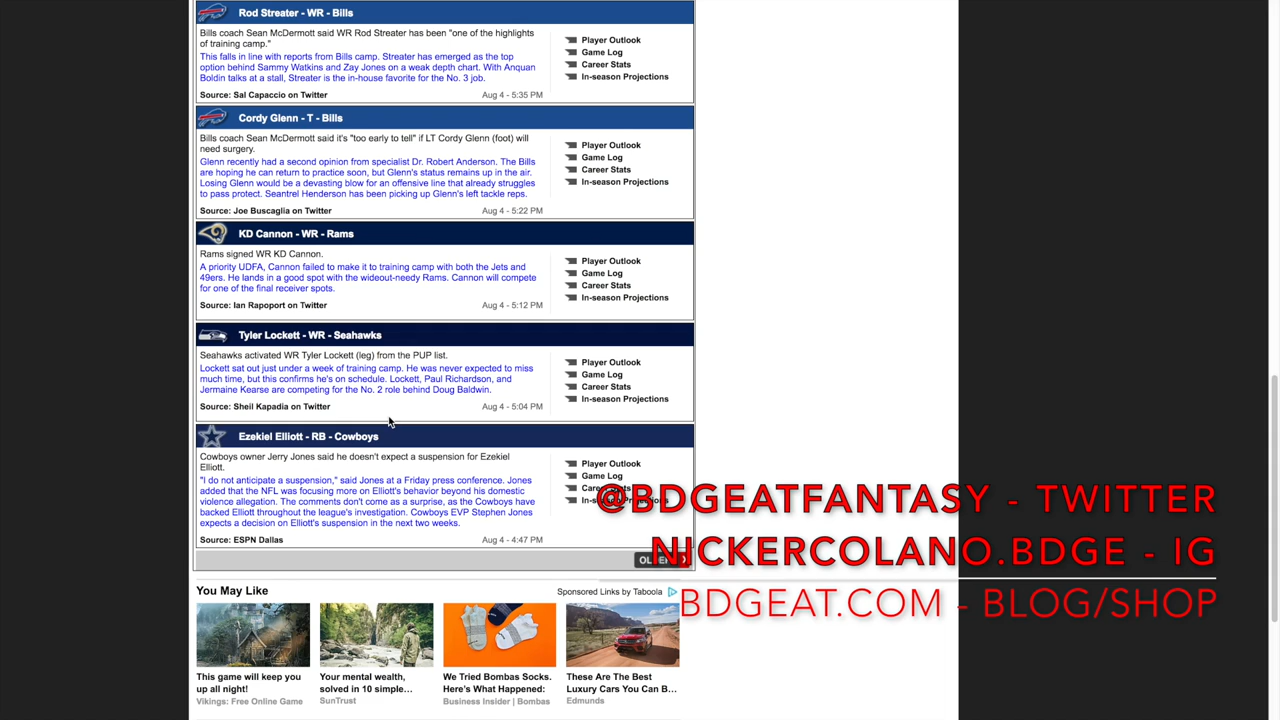 Rod Streater - WR - Bills
Bills coach Sean McDermott said WR Rod Streater has been "one of the highlights
of training camp."
This falls in line with reports from Bills camp. Streater has emerged as the top
option behind Sammy Watkins and Zay Jones on a weak depth chart. With Anquan
Boldin talks at a stall, Streater is the in-house favorite for the No. 3 job.
Source: Sal Capaccio on Twitter
Aug 4 - 5:35 PM
Player Outlook
Game Log
Career Stats
In-season Projections
Cordy Glenn - T - Bills
Bills coach Sean McDermott said it's "too early to tell" if LT Cordy Glenn (foot) will
need surgery.
Glenn recently had a second opinion from specialist Dr. Robert Anderson. The Bills
are hoping he can return to practice soon, but Glenn's status remains up in the air.
Losing Glenn would be a devasting blow for an offensive line that already struggles
to pass protect. Seantrel Henderson has been picking up Glenn's left tackle reps.
Source: Joe Buscaglia on Twitter
Aug 4 - 5:22 PM
Player Outlook
Game Log
Career Stats
In-season Projections
KD Cannon - WR - Rams
Rams signed WR KD Cannon.
A priority UDFA, Cannon failed to make it to training camp with both the Jets and
49ers. He lands in a good spot with the wideout-needy Rams. Cannon will compete
for one of the final receiver spots.
Source: Ian Rapoport on Twitter
Aug 4 - 5:12 PM
Player Outlook
Game Log
Career Stats
In-season Projections
Tyler Lockett - WR - Seahawks
Seahawks activated WR Tyler Lockett (leg) from the PUP list.
Lockett sat out just under a week of training camp. He was never expected to miss
much time, but this confirms he's on schedule. Lockett, Paul Richardson, and
Jermaine Kearse are competing for the No. 2 role behind Doug Baldwin.
Source: Sheil Kapadia on Twitter
Aug 4 - 5:04 PM
Player Outlook
Game Log
Career Stats
In-season Projections
Ezekiel Elliott - RB - Cowboys
Cowboys owner Jerry Jones said he doesn't expect a suspension for Ezekiel
Elliott.
"I do not anticipate a suspension," said Jones at a Friday press conference. Jones
added that the NFL was focusing more on Elliott's behavior beyond his domestic
violence allegation. The comments don't come as a surprise, as the Cowboys have
backed Elliott throughout the league's investigation. Cowboys EVP Stephen Jones
expects a decision on Elliott's suspension in the next two weeks.
Source: ESPN Dallas
Aug 4 - 4:47 PM
Player Outlook
Game Log
Career Stats
In-season Projections
@BDGEATFANTASY - TWITTER
NICKERCOLANO.BDGE - IG
BDGEAT.COM - BLOG/SHOP
You May Like
Sponsored Links by Taboola
This game will keep you
up all night!
Vikings: Free Online Game
Your mental wealth,
solved in 10 simple…
SunTrust
We Tried Bombas Socks.
Here's What Happened:
Business Insider | Bombas
These Are The Best
Luxury Cars You Can B…
Edmunds